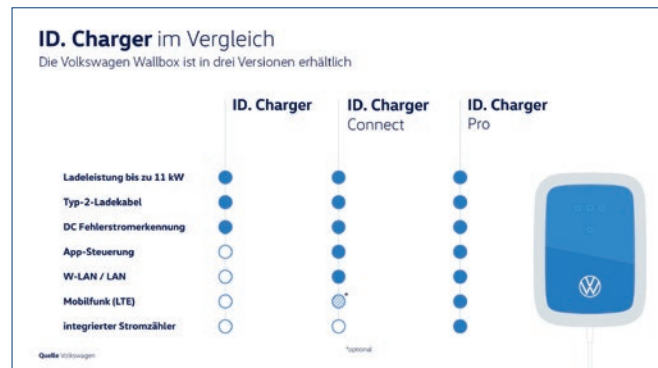 ID. Charger im Vergleich
Die Volkswagen Wallbox ist in drei Versionen erhältlich
ID. Charger
ID. Charger
Connect
ID. Charger
Pro
Ladeleistung bis zu 11 kW
Typ-2-Ladekabel
DC Fehlerstromerkennung
App-Steuerung
W-LAN / LAN
Mobilfunk (LTE)
*
integrierter Stromzähler
*optional
Quelle Volkswagen